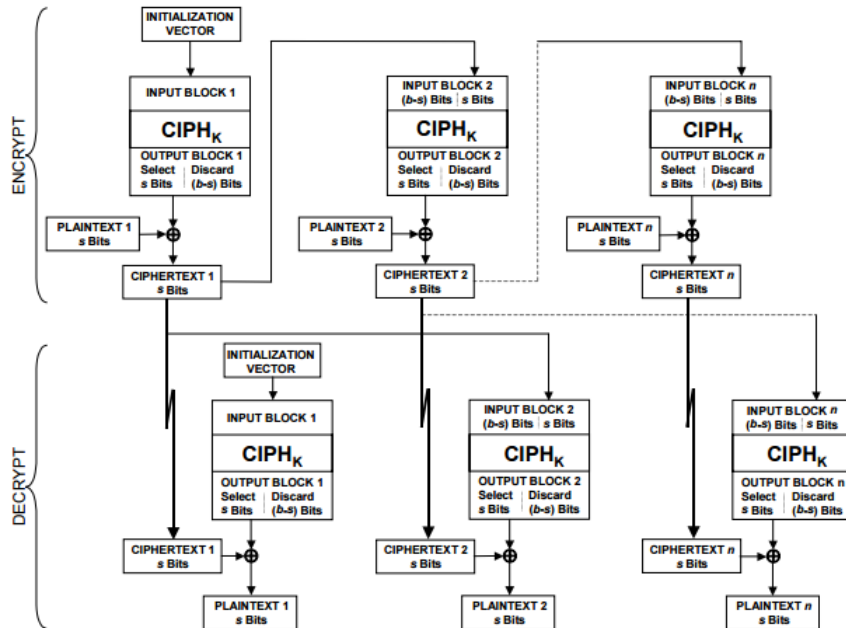 ENCRYPT
INITIALIZATION
VECTOR
INPUT BLOCK 1
CIPHK
OUTPUT BLOCK 1
Select Discard
s Bits (b-s) Bits
PLAINTEXT 1
s Bits
CIPHERTEXT 1
s Bits
INPUT BLOCK 2
(b-s) Bits s Bits
CIPHK
OUTPUT BLOCK 2
Select Discard
s Bits (b-s) Bits
PLAINTEXT 2
s Bits
CIPHERTEXT 2
s Bits
INPUT BLOCK n
(b-s) Bits s Bits
CIPHK
OUTPUT BLOCK n
Select Discard
s Bits (b-s) Bits
PLAINTEXT n
s Bits
CIPHERTEXT n
s Bits
DECRYPT
INITIALIZATION
VECTOR
INPUT BLOCK 1
CIPHK
OUTPUT BLOCK 1
Select Discard
s Bits (b-s) Bits
CIPHERTEXT 1
s Bits
PLAINTEXT 1
s Bits
INPUT BLOCK 2
(b-s) Bits s Bits
CIPHK
OUTPUT BLOCK 2
Select Discard
s Bits (b-s) Bits
CIPHERTEXT 2
s Bits
PLAINTEXT 2
s Bits
INPUT BLOCK n
(b-s) Bits s Bits
CIPHK
OUTPUT BLOCK n
Select Discard
s Bits (b-s) Bits
CIPHERTEXT n
s Bits
PLAINTEXT n
s Bits